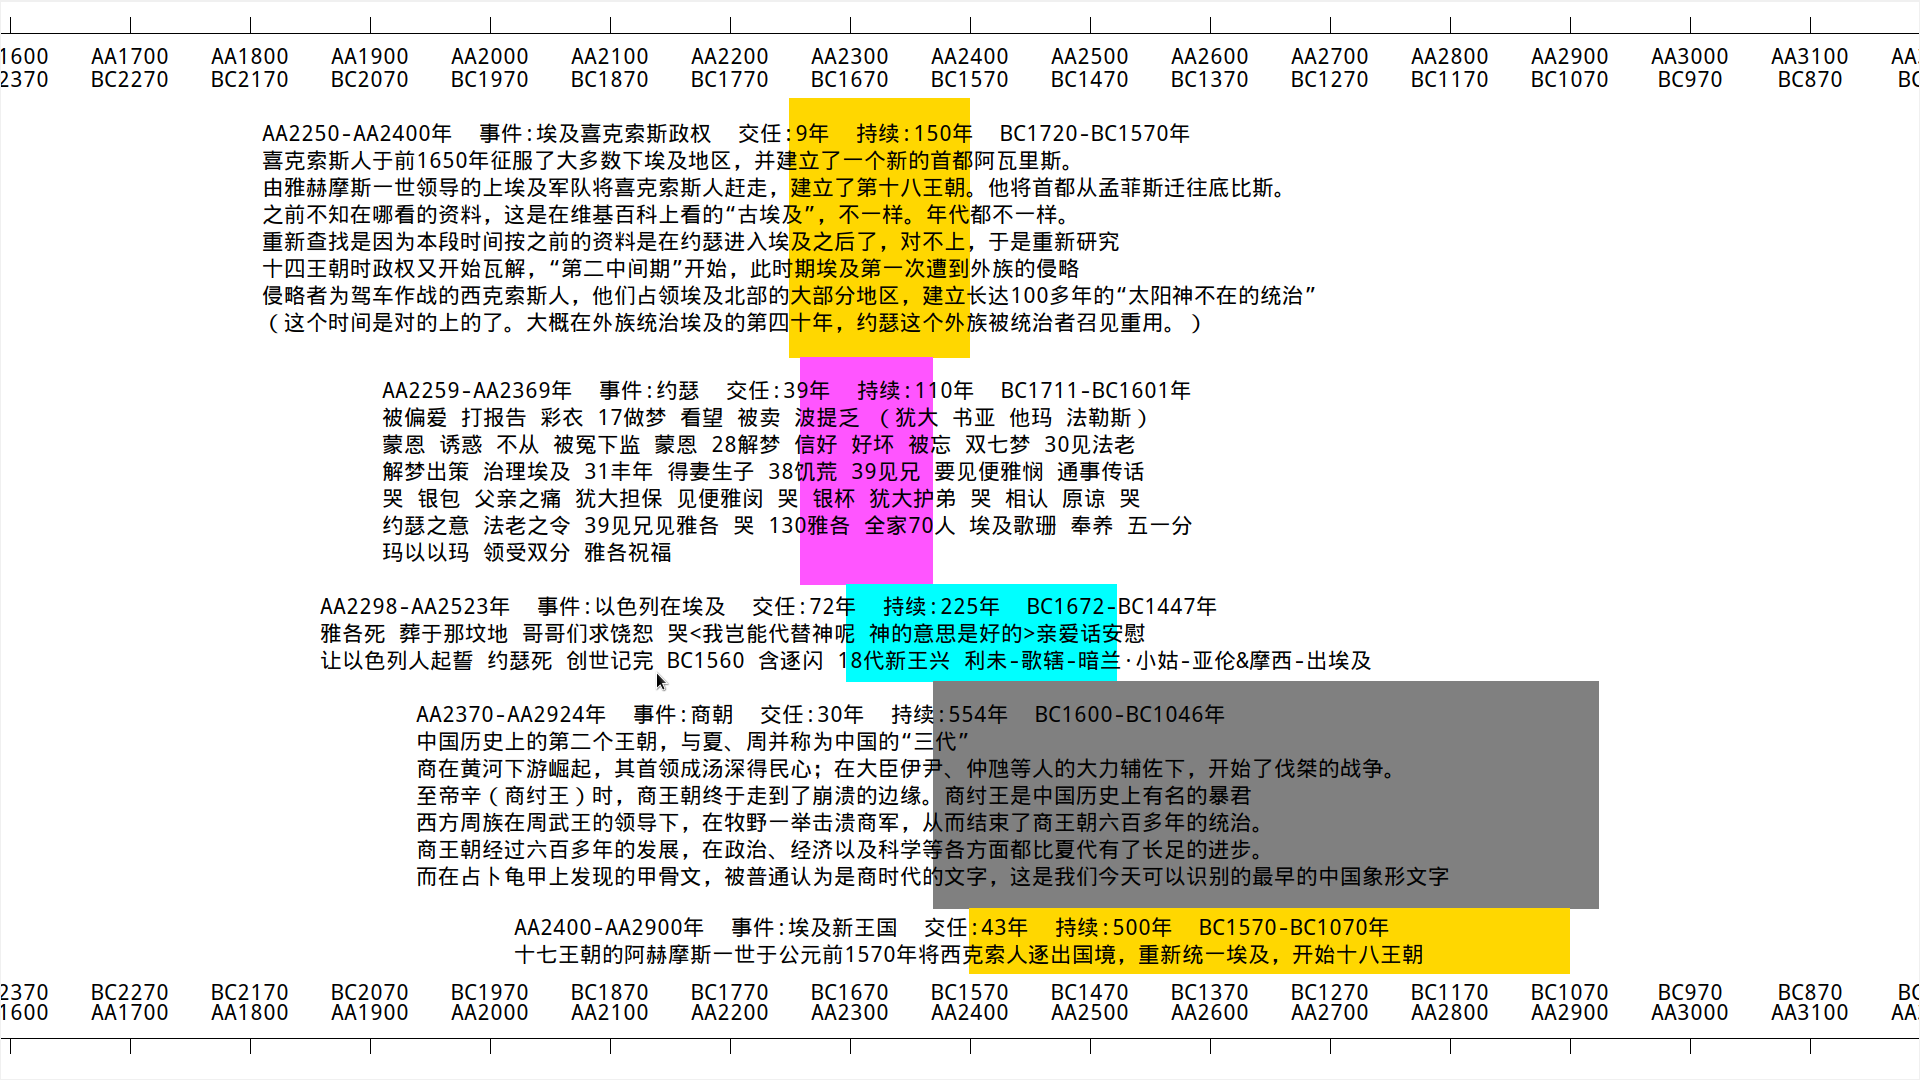 1600 AA1700 AA1800 AA1900 AA2000 AA2100 AA2200 AA2300 AA2400 AA2500 AA2600 AA2700 AA2800 AA2900 AA3000 AA3100 AA
2370 BC2270 BC2170 BC2070 BC1970 BC1870 BC1770 BC1670 BC1570 BC1470 BC1370 BC1270 BC1170 BC1070 BC970 BC870 BC
AA2250-AA2400年 事件:埃及喜克索斯政权 交任:9年 持续:150年 BC1720-BC1570年
喜克索斯人于前1650年征服了大多数下埃及地区，并建立了一个新的首都阿瓦里斯。
由雅赫摩斯一世领导的上埃及军队将喜克索斯人赶走，建立了第十八王朝。他将首都从孟菲斯迁往底比斯。
之前不知在哪看的资料，这是在维基百科上看的“古埃及”，不一样。年代都不一样。
重新查找是因为本段时间按之前的资料是在约瑟进入埃及之后了，对不上，于是重新研究
十四王朝时政权又开始瓦解，“第二中间期”开始，此时期埃及第一次遭到外族的侵略
侵略者为驾车作战的西克索斯人，他们占领埃及北部的大部分地区，建立长达100多年的“太阳神不在的统治”
（这个时间是对的上的了。大概在外族统治埃及的第四十年，约瑟这个外族被统治者召见重用。）
AA2259-AA2369年 事件:约瑟 交任:39年 持续:110年 BC1711-BC1601年
被偏爱 打报告 彩衣 17做梦 看望 被卖 波提乏 （犹大 书亚 他玛 法勒斯）
蒙恩 诱惑 不从 被冤下监 蒙恩 28解梦 信好 好坏 被忘 双七梦 30见法老
解梦出策 治理埃及 31丰年 得妻生子 38饥荒 39见兄 要见便雅悯 通事传话
哭 银包 父亲之痛 犹大担保 见便雅闵 哭 银杯 犹大护弟 哭 相认 原谅 哭
约瑟之意 法老之令 39见兄见雅各 哭 130雅各 全家70人 埃及歌珊 奉养 五一分
玛以以玛 领受双分 雅各祝福
AA2298-AA2523年 事件:以色列在埃及 交任:72年 持续:225年 BC1672-BC1447年
雅各死 葬于那坟地 哥哥们求饶恕 哭<我岂能代替神呢 神的意思是好的>亲爱话安慰
让以色列人起誓 约瑟死 创世记完 BC1560 含逐闪 18代新王兴 利未-歌辖-暗兰·小姑-亚伦&摩西-出埃及
AA2370-AA2924年 事件:商朝 交任:30年 持续:554年 BC1600-BC1046年
中国历史上的第二个王朝，与夏、周并称为中国的“三代”
商在黄河下游崛起，其首领成汤深得民心；在大臣伊尹、仲虺等人的大力辅佐下，开始了伐桀的战争。
至帝辛（商纣王）时，商王朝终于走到了崩溃的边缘。商纣王是中国历史上有名的暴君
西方周族在周武王的领导下，在牧野一举击溃商军，从而结束了商王朝六百多年的统治。
商王朝经过六百多年的发展，在政治、经济以及科学等各方面都比夏代有了长足的进步。
而在占卜龟甲上发现的甲骨文，被普通认为是商时代的文字，这是我们今天可以识别的最早的中国象形文字
AA2400-AA2900年 事件:埃及新王国 交任:43年 持续:500年 BC1570-BC1070年
十七王朝的阿赫摩斯一世于公元前1570年将西克索人逐出国境，重新统一埃及，开始十八王朝
2370 BC2270 BC2170 BC2070 BC1970 BC1870 BC1770 BC1670 BC1570 BC1470 BC1370 BC1270 BC1170 BC1070 BC970 BC870 BC
1600 AA1700 AA1800 AA1900 AA2000 AA2100 AA2200 AA2300 AA2400 AA2500 AA2600 AA2700 AA2800 AA2900 AA3000 AA3100 AA